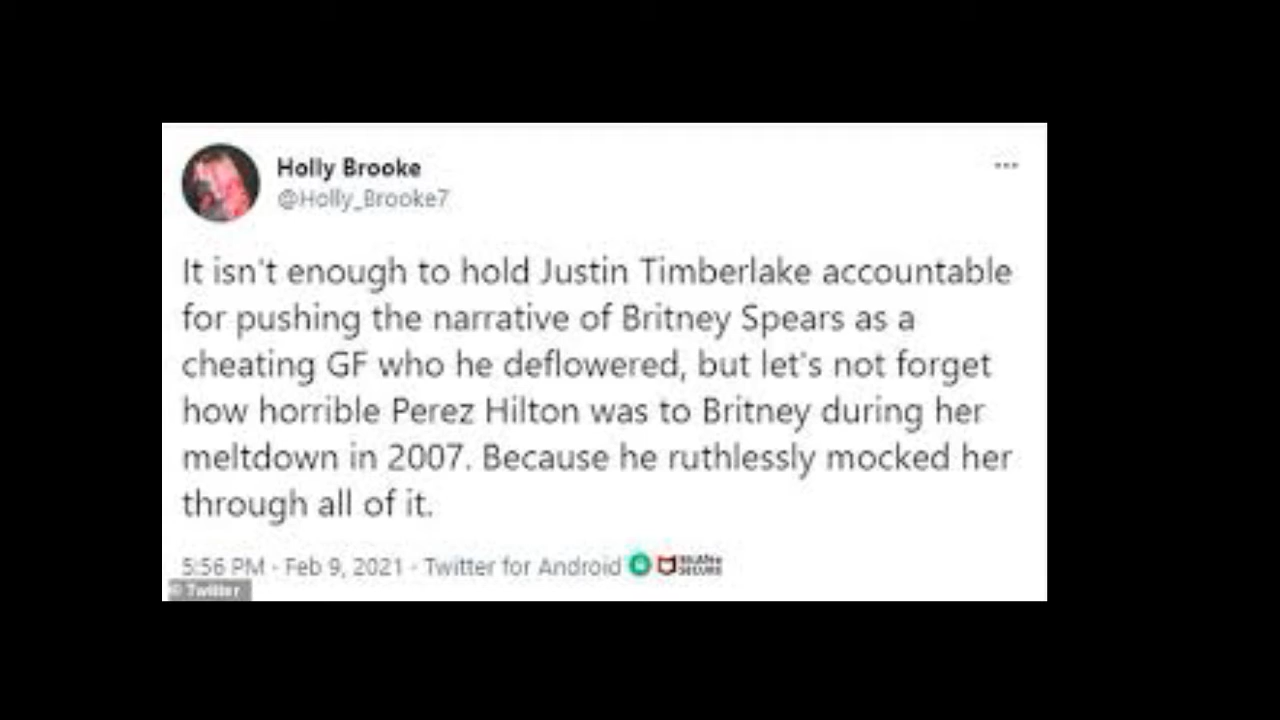 Holly Brooke
@Holly_Brooke7
It isn't enough to hold Justin Timberlake accountable
for pushing the narrative of Britney Spears as a
cheating GF who he deflowered, but let's not forget
how horrible Perez Hilton was to Britney during her
meltdown in 2007. Because he ruthlessly mocked her
through all of it.
5:56 PM · Feb 9, 2021 · Twitter for Android
SECURE
© Twitter